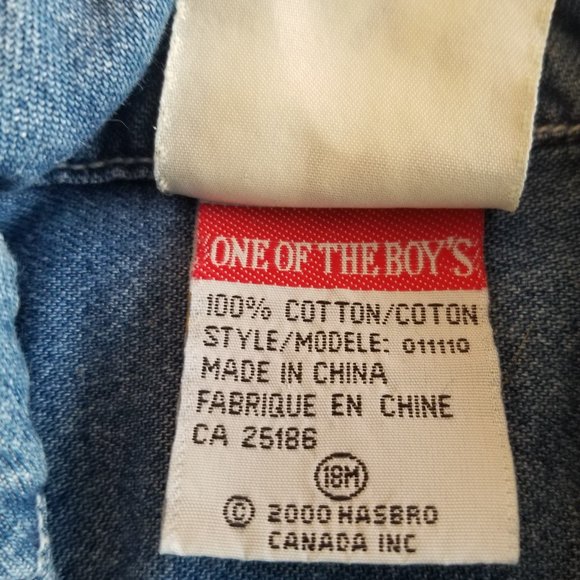 ONE OF THE BOY'S
100% COTTON/COTON
STYLE/MODELE: 011110
MADE IN CHINA
FABRIQUE EN CHINE
CA 25186
18M
© 2000 HASBRO
CANADA INC